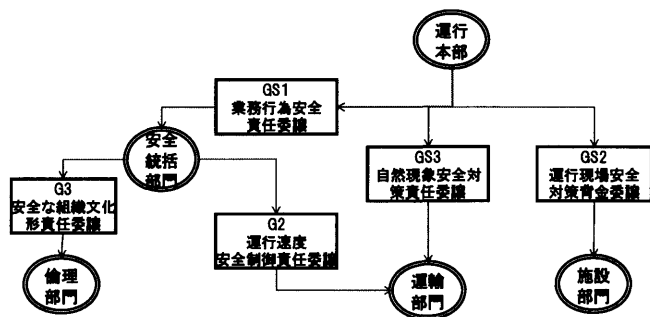 運行
本部
GS1
業務行為安全
責任委譲
安全
統括
部門
GS3
自然現象安全対
策責任委譲
GS2
運行現場安全
対策背金委譲
G3
安全な組織文化
形責任委譲
G2
運行速度
安全制御責任委譲
倫理
部門
運輸
部門
施設
部門